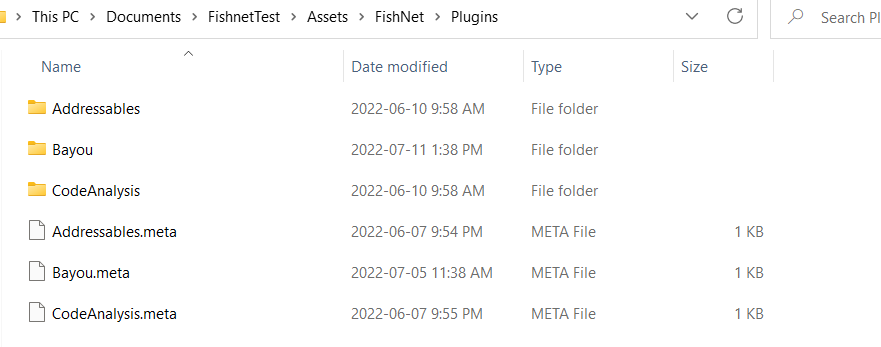 This PC > Documents > FishnetTest > Assets > FishNet > Plugins
Search Pl
Name Date modified Type Size
Addressables 2022-06-10 9:58 AM File folder
Bayou 2022-07-11 1:38 PM File folder
CodeAnalysis 2022-06-10 9:58 AM File folder
Addressables.meta 2022-06-07 9:54 PM META File 1 KB
Bayou.meta 2022-07-05 11:38 AM META File 1 KB
CodeAnalysis.meta 2022-06-07 9:55 PM META File 1 KB